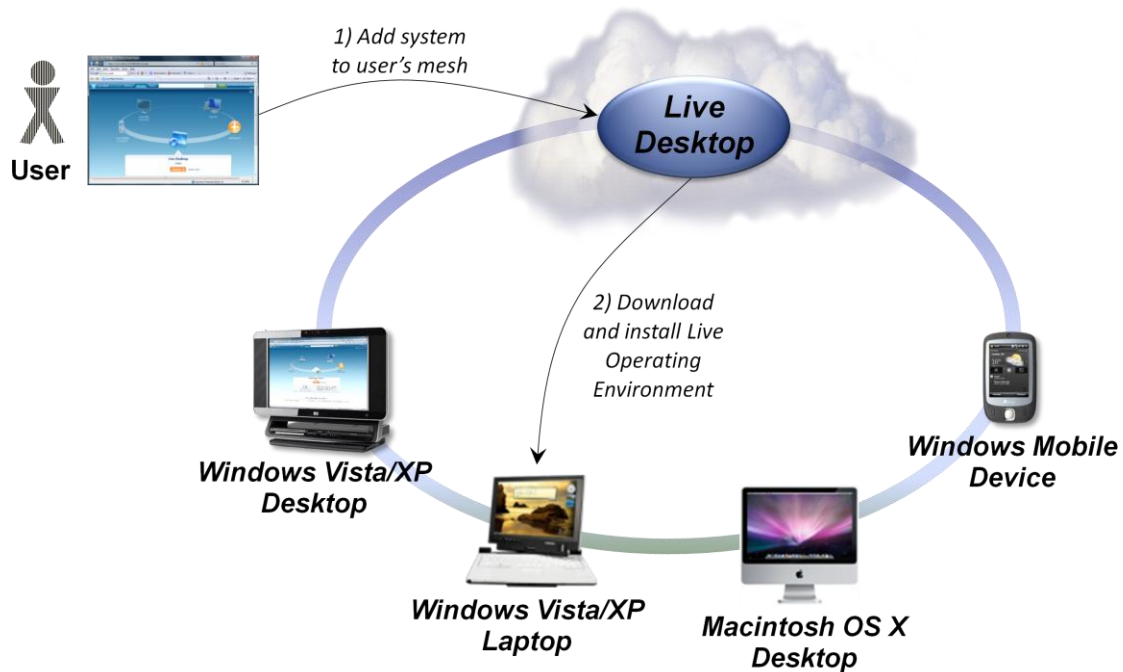 1) Add system
to user's mesh
Live
Desktop
User
2) Download
and install Live
Operating
Environment
Windows Vista/XP
Desktop
Windows Mobile
Device
Windows Vista/XP
Laptop
Macintosh OS X
Desktop